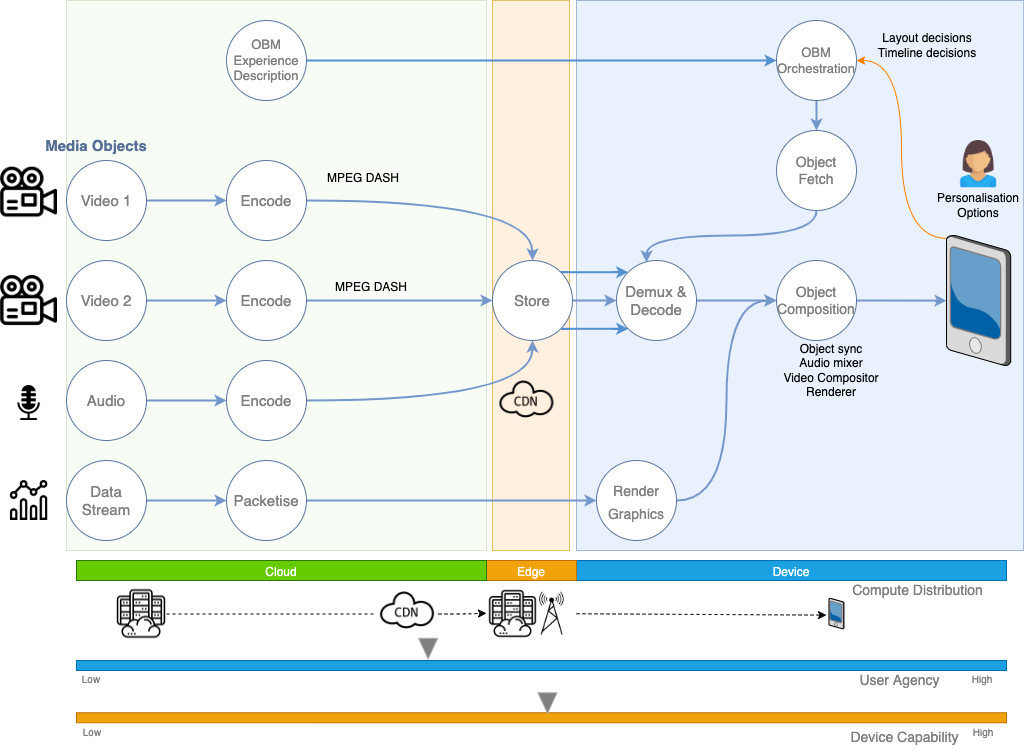 OBM
Experience
Description
OBM
Orchestration
Layout decisions
Timeline decisions
Media Objects
Object
Fetch
Personalisation
Options
Video 1
Encode
MPEG DASH
Video 2
Encode
MPEG DASH
Store
Demux &
Decode
Object
Composition
Object sync
Audio mixer
Video Compositor
Renderer
Audio
Encode
CDN
Data
Stream
Packetise
Render
Graphics
Cloud
Edge
Device
Compute Distribution
CDN
Low
User Agency
High
Low
Device Capability
High